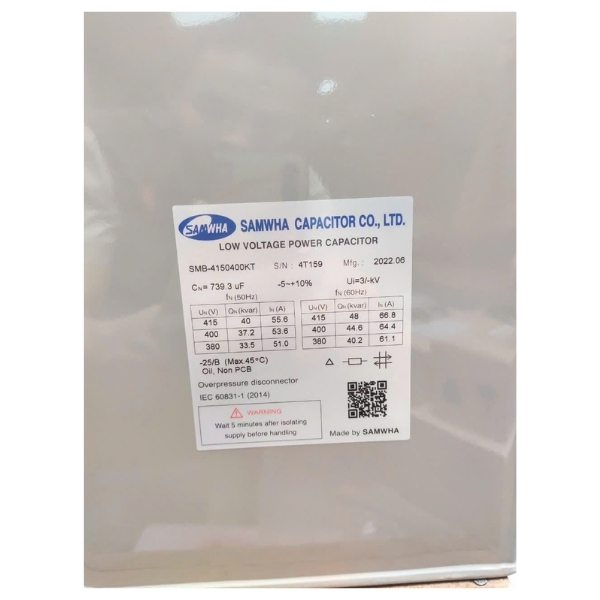 SAMWHA SAMWHA CAPACITOR CO., LTD.
LOW VOLTAGE POWER CAPACITOR
SMB-4150400KT S/N : 4T159 Mfg. : 2022.06
CN= 739.3 uF -5~+10% Ui=3/-kV
fN (50Hz) fN (60Hz)
UN(V) QN(kvar) IN(A) UN(V) QN(kvar) IN(A)
415 40 55.6 415 48 66.8
400 37.2 53.6 400 44.6 64.4
380 33.5 51.0 380 40.2 61.1
-25/B (Max.45°C)
Oil, Non PCB
Overpressure disconnector
IEC 60831-1 (2014)
WARNING
Wait 5 minutes after isolating
supply before handling
Made by SAMWHA